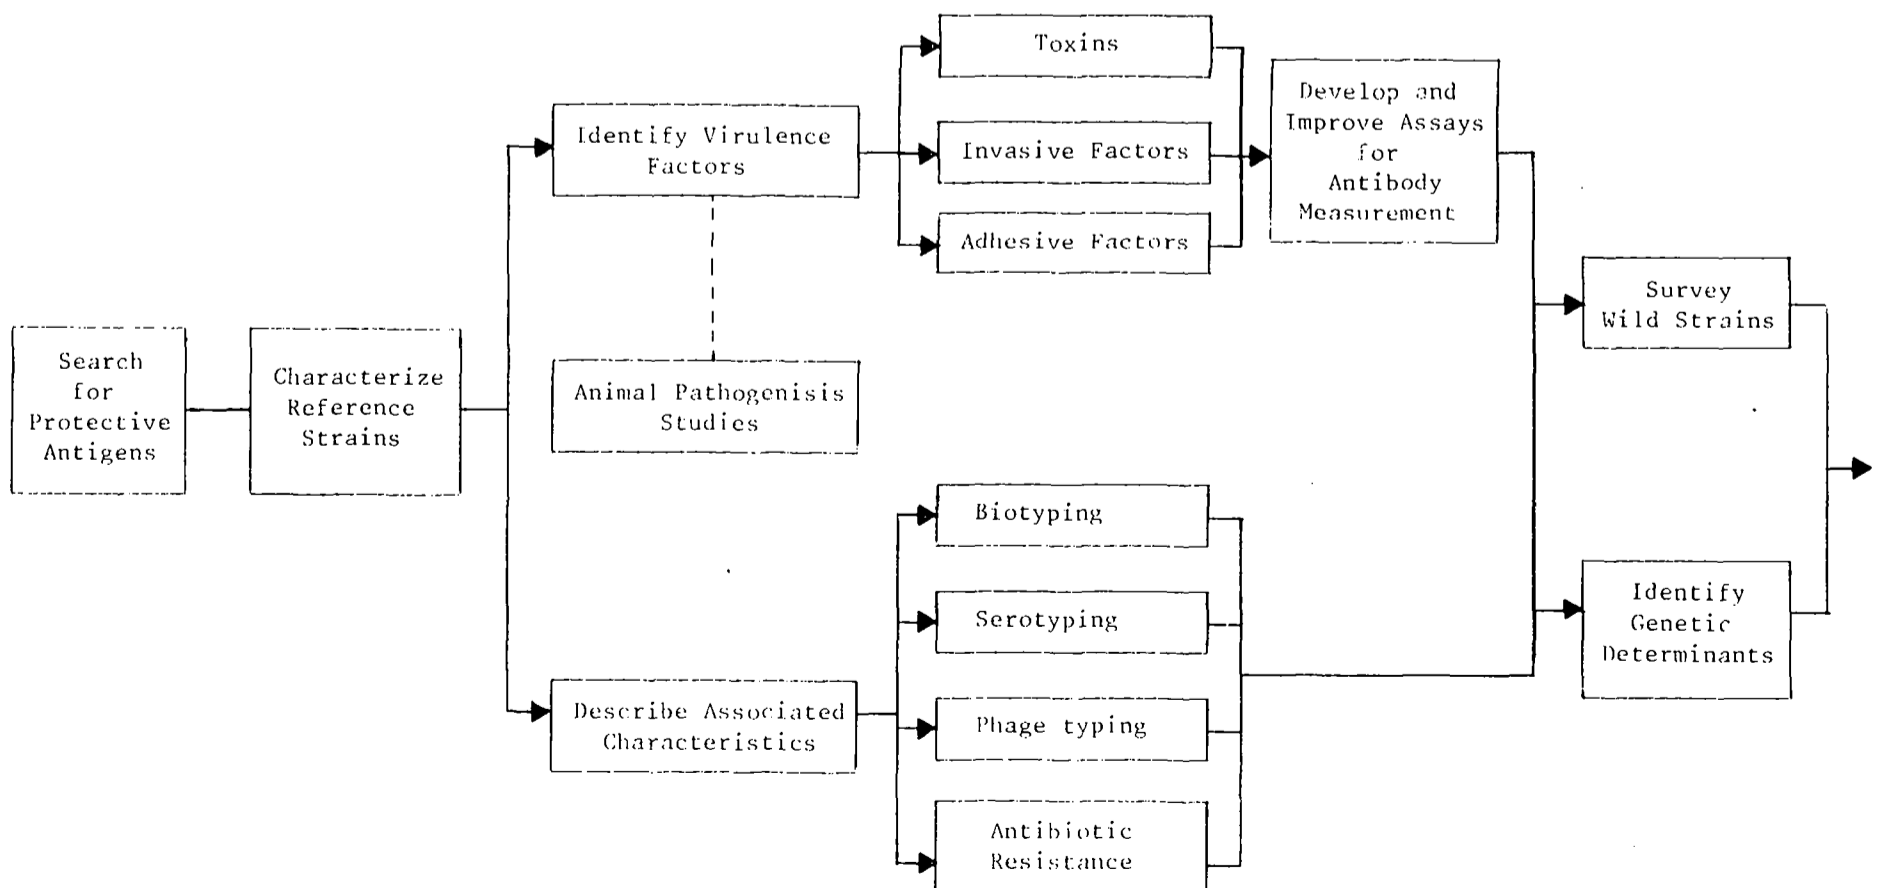 Search
for
Protective
Antigens
Characterize
Reference
Strains
Identify Virulence
Factors
Animal Pathogenisis
Studies
Describe Associated
Characteristics
Toxins
Invasive Factors
Adhesive Factors
Biotyping
Serotyping
Phage typing
Antibiotic
Resistance
Develop and
Improve Assays
for
Antibody
Measurement
Survey
Wild Strains
Identify
Genetic
Determinants